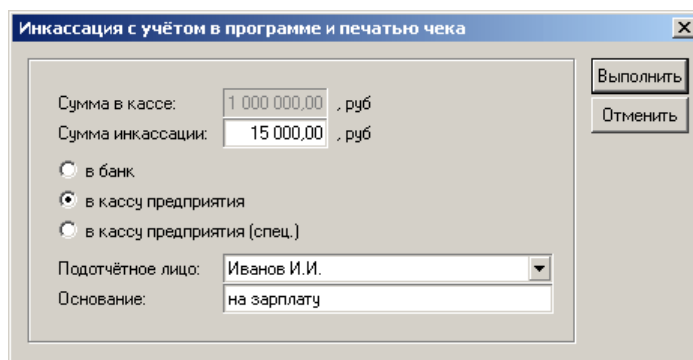 Инкассация с учётом в программе и печатью чека
Выполнить
Отменить
Сумма в кассе: 1 000 000,00 , руб
Сумма инкассации: 15 000,00 , руб
в банк
в кассу предприятия
в кассу предприятия (спец.)
Подотчётное лицо: Иванов И.И.
Основание: на зарплату